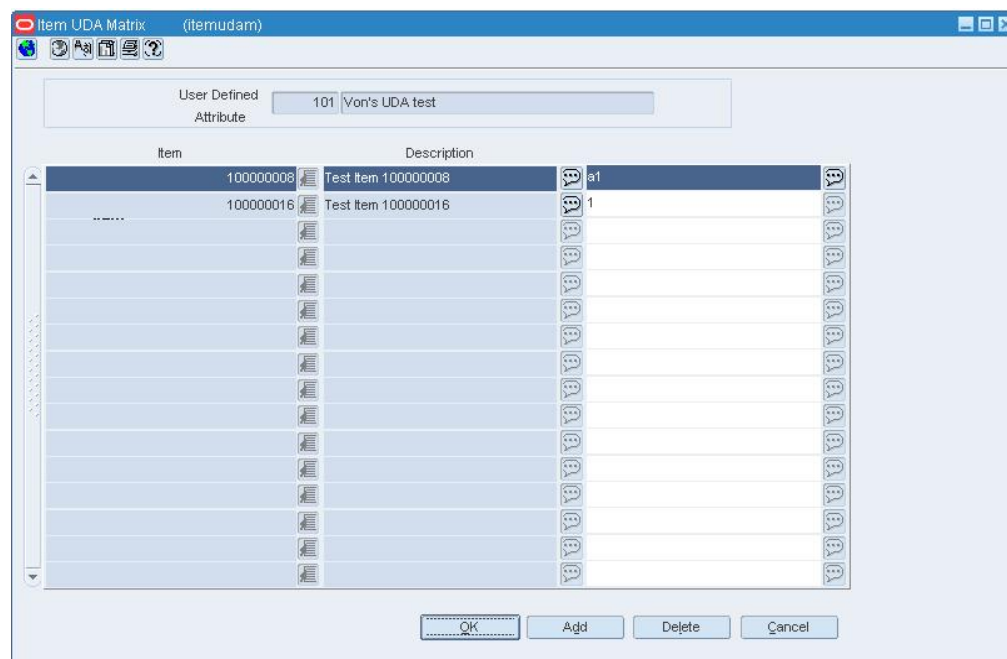 Item UDA Matrix (itemudam)
User Defined
Attribute
101 Von's UDA test
Item Description
100000008 Test Item 100000008 a1
100000016 Test Item 100000016 1
OK Add Delete Cancel